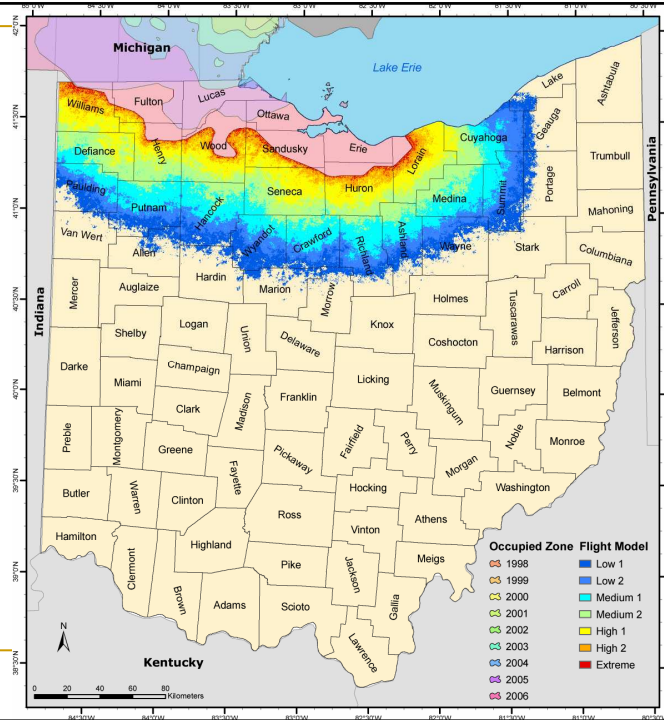 85°0'W 84°30'W 84°0'W 83°30'W 83°0'W 82°30'W 82°0'W 81°30'W 81°0'W 80°30'W
42°0'N
Michigan
Lake Erie
Lake
Ashtabula
Lucas
Fulton
Williams
Ottawa
41°30'N
Geauga
Cuyahoga
Henry
Wood
Sandusky
Erie
Lorain
Defiance
Trumbull
Pennsylvania
Portage
Seneca
Huron
Paulding
Medina
Summit
Putnam
Hancock
41°0'N
Mahoning
Van Wert
Wyandot
Crawford
Richland
Ashland
Wayne
Stark
Allen
Columbiana
Hardin
Marion
Mercer
Auglaize
Morrow
Holmes
Carroll
40°30'N
Indiana
Tuscarawas
Jefferson
Shelby
Logan
Union
Knox
Delaware
Coshocton
Harrison
Darke
Champaign
Miami
Licking
40°0'N
Madison
Franklin
Muskingum
Guernsey
Belmont
Clark
Preble
Montgomery
Fairfield
Perry
Noble
Monroe
Greene
Pickaway
Morgan
39°30'N
Fayette
Hocking
Washington
Butler
Warren
Clinton
Ross
Athens
Vinton
Hamilton
Highland
Occupied Zone Flight Model
39°0'N
Clermont
Pike
Jackson
Meigs
1998 Low 1
1999 Low 2
2000 Medium 1
Brown
Adams
Scioto
Gallia
2001 Medium 2
2002 High 1
2003 High 2
N
Lawrence
2004 Extreme
38°30'N
Kentucky
2005
2006
0 20 40 60 80
Kilometers
84°30'W 84°0'W 83°30'W 83°0'W 82°30'W 82°0'W 81°30'W 81°0'W 80°30'W